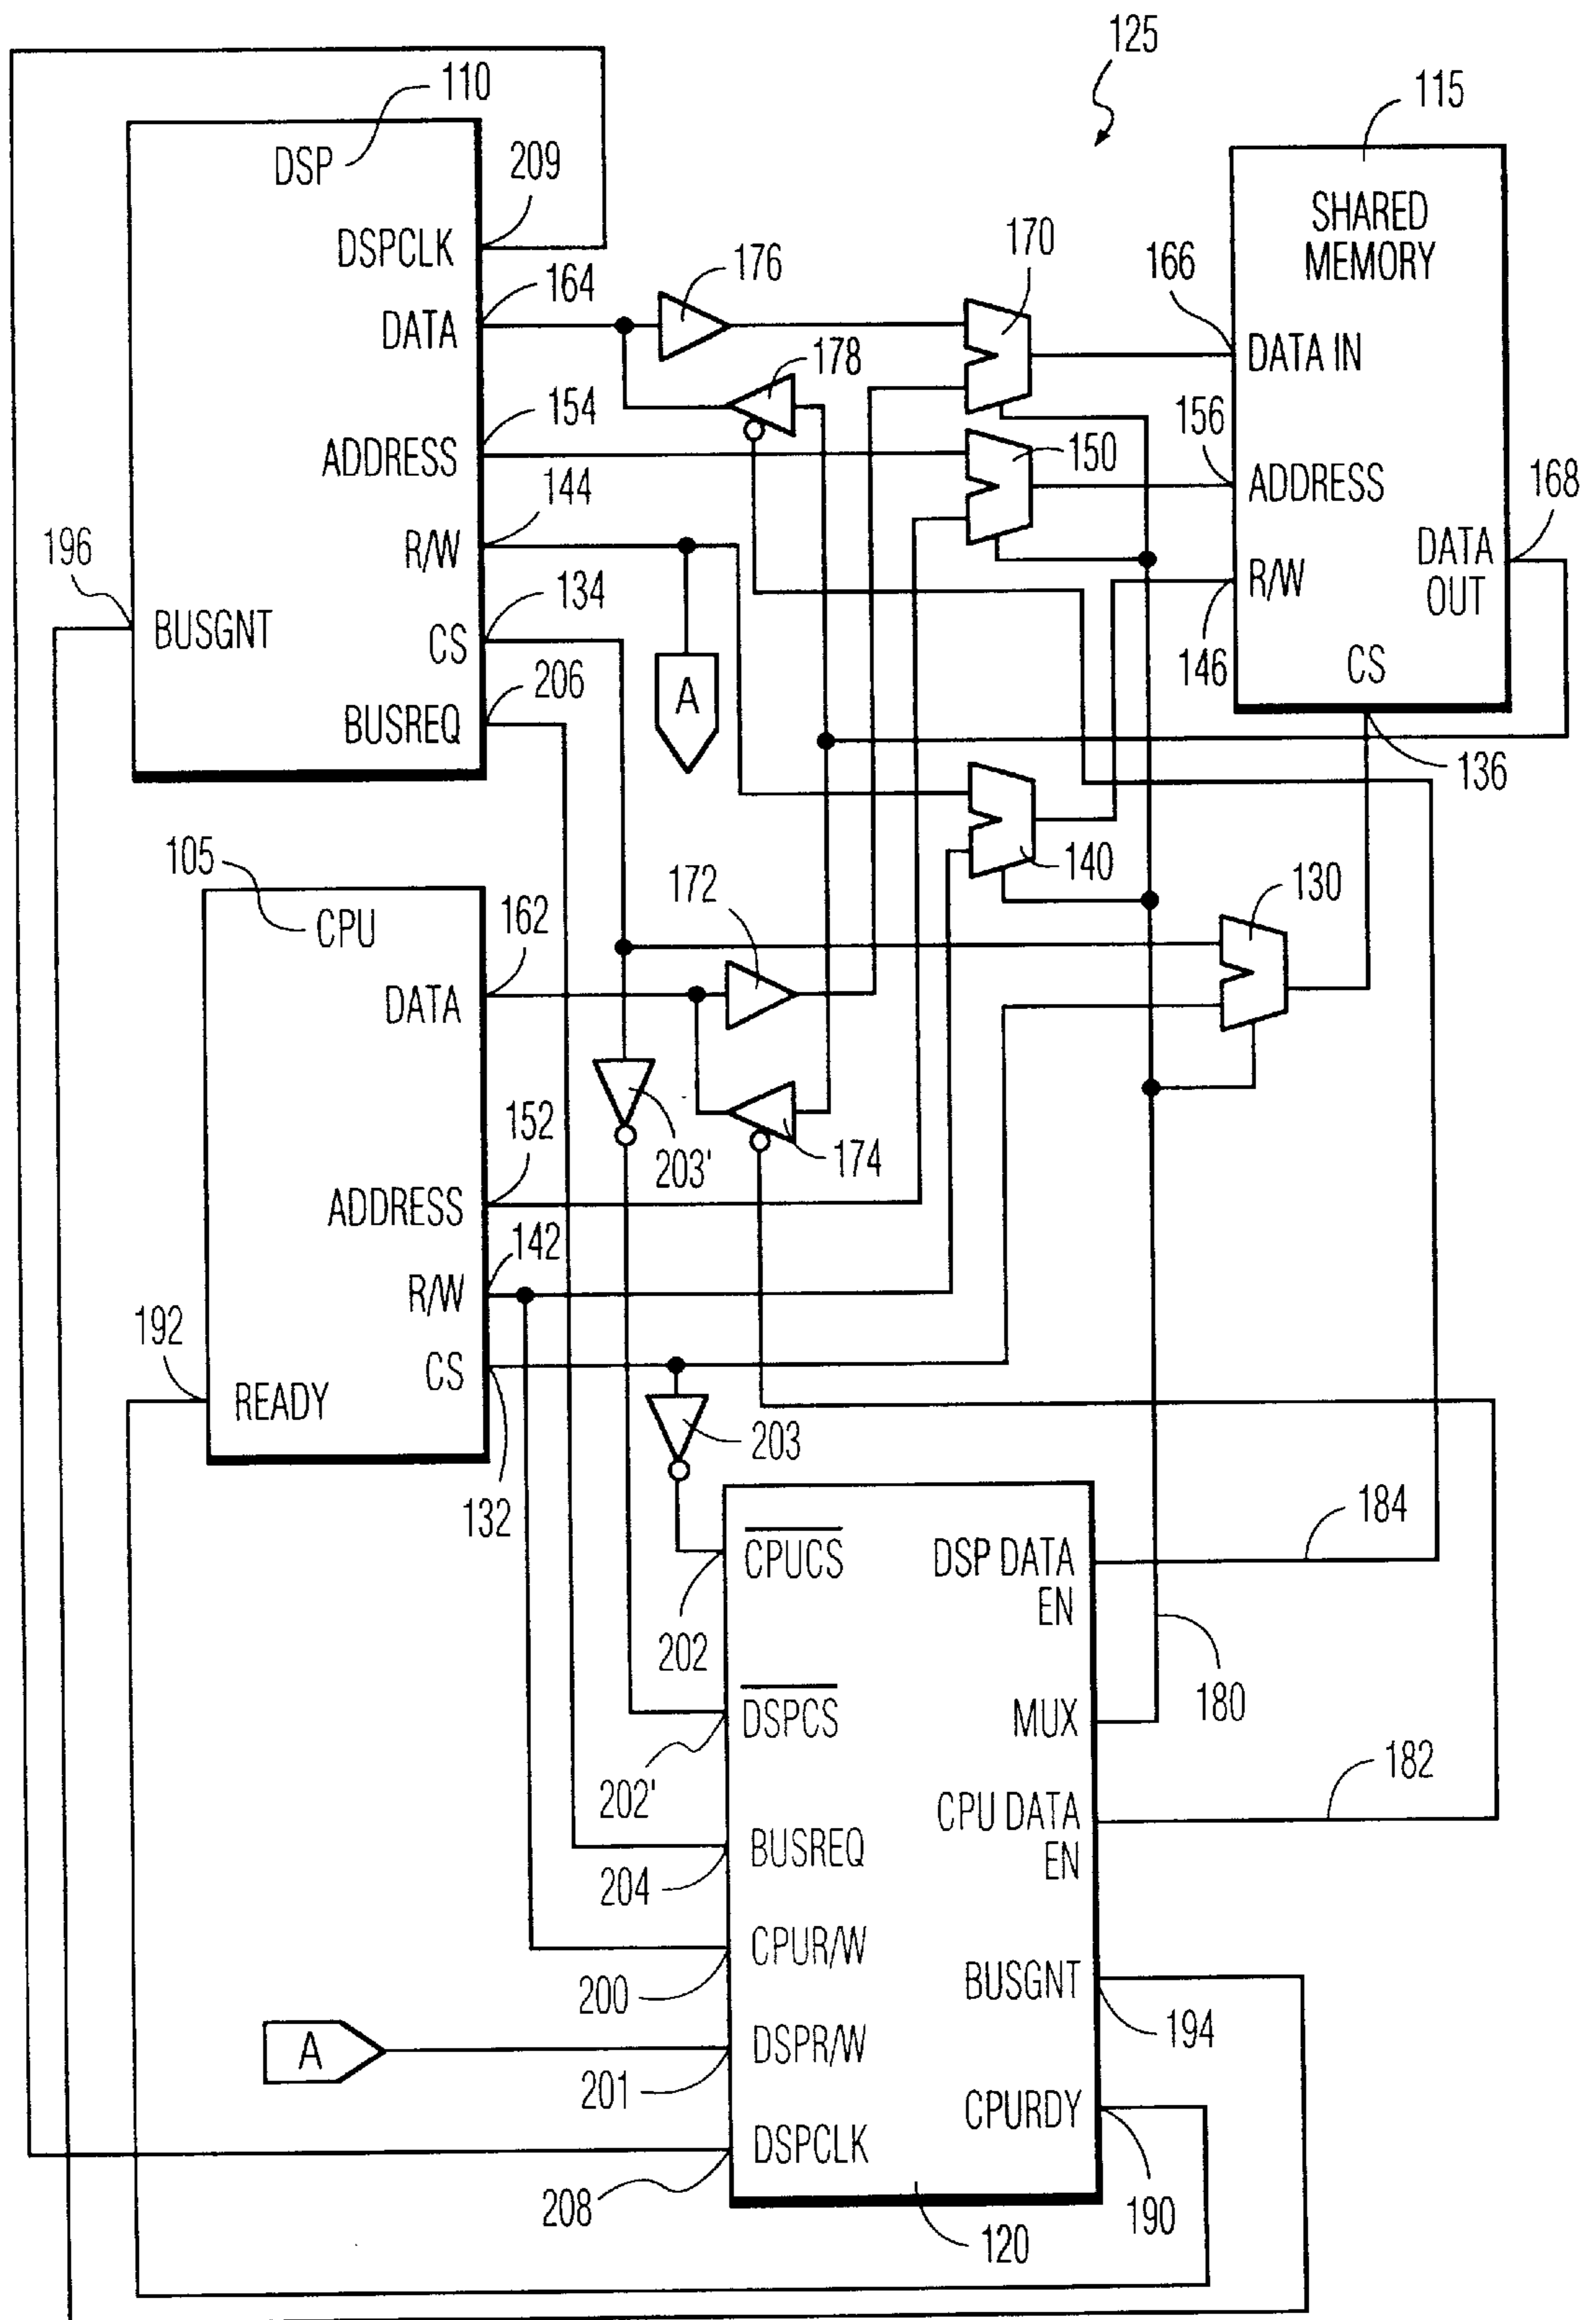 125
110
DSP
209
DSPCLK
164
DATA
154
ADDRESS
144
R/W
134
196
BUSGNT
CS
206
BUSREQ
A
176
178
170
150
115
SHARED
MEMORY
166
DATA IN
156
ADDRESS
168
DATA
OUT
R/W
146
CS
136
140
130
105
CPU
162
DATA
172
203'
174
152
ADDRESS
142
R/W
192
CS
READY
132
203
CPUCS
202
DSPCS
202'
BUSREQ
204
CPUR/W
200
A
DSPR/W
201
DSPCLK
208
DSP DATA
EN
184
MUX
180
CPU DATA
EN
182
BUSGNT
194
CPURDY
190
120